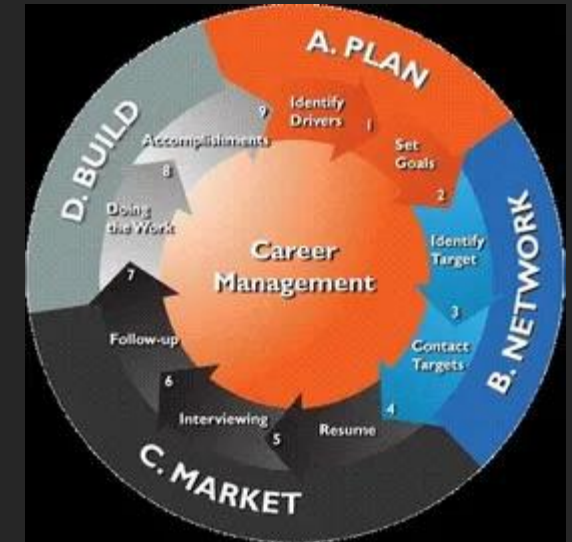 A. PLAN
Identify
Drivers
1
Set
Goals
2
B. NETWORK
Identify
Target
3
Contact
Targets
4
C. MARKET
Resume
5
Interviewing
6
Follow-up
7
D. BUILD
Doing
the Work
8
Accomplishments
9
Career
Management